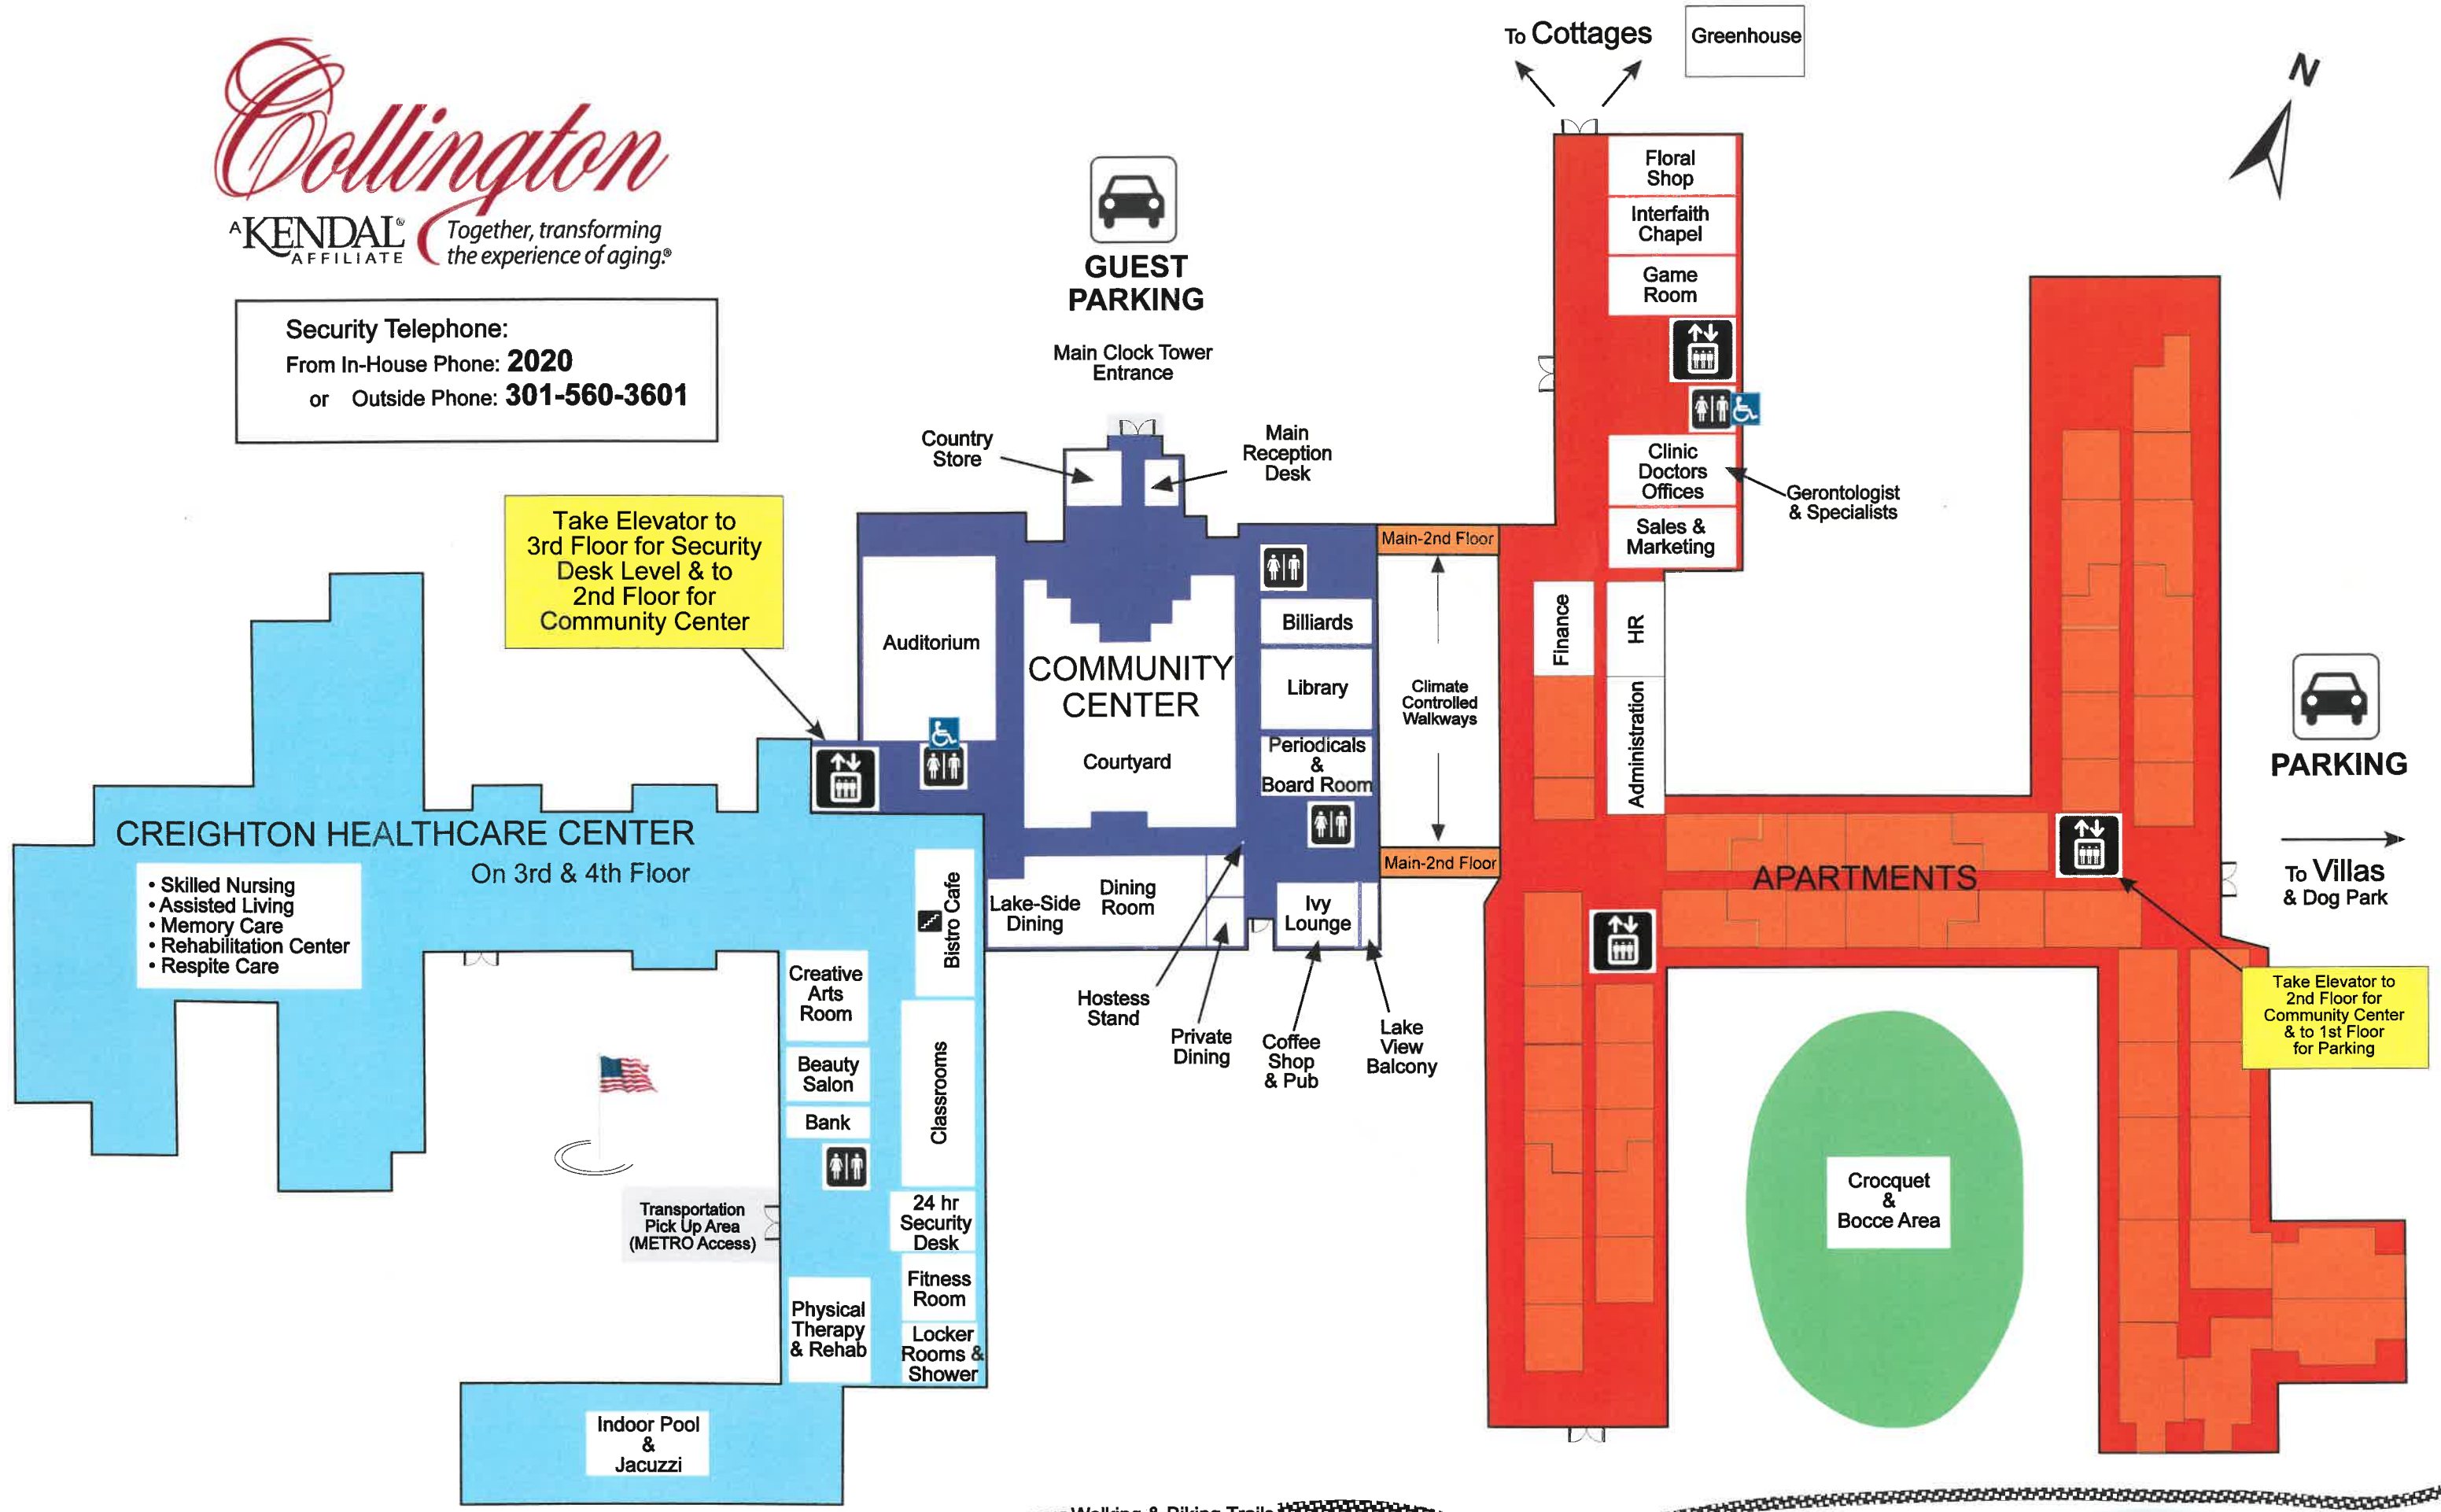 Collington
A KENDAL®
AFFILIATE
Together, transforming
the experience of aging.®
Security Telephone:
From In-House Phone: 2020
or Outside Phone: 301-560-3601
To Cottages
Greenhouse
N
GUEST
PARKING
Main Clock Tower
Entrance
Country
Store
Main
Reception
Desk
Floral
Shop
Interfaith
Chapel
Game
Room
Clinic
Doctors
Offices
Gerontologist
& Specialists
Sales &
Marketing
Take Elevator to
3rd Floor for Security
Desk Level & to
2nd Floor for
Community Center
Auditorium
COMMUNITY
CENTER
Courtyard
Billiards
Library
Periodicals
&
Board Room
Main-2nd Floor
Climate
Controlled
Walkways
Main-2nd Floor
Finance
HR
Administration
PARKING
To Villas
& Dog Park
APARTMENTS
CREIGHTON HEALTHCARE CENTER
On 3rd & 4th Floor
• Skilled Nursing
• Assisted Living
• Memory Care
• Rehabilitation Center
• Respite Care
Bistro Cafe
Lake-Side
Dining
Dining
Room
Ivy
Lounge
Hostess
Stand
Private
Dining
Coffee
Shop
& Pub
Lake
View
Balcony
Take Elevator to
2nd Floor for
Community Center
& to 1st Floor
for Parking
Creative
Arts
Room
Beauty
Salon
Bank
Classrooms
Transportation
Pick Up Area
(METRO Access)
24 hr
Security
Desk
Fitness
Room
Physical
Therapy
& Rehab
Locker
Rooms &
Shower
Indoor Pool
&
Jacuzzi
Crocquet
&
Bocce Area
Walking & Biking Trails